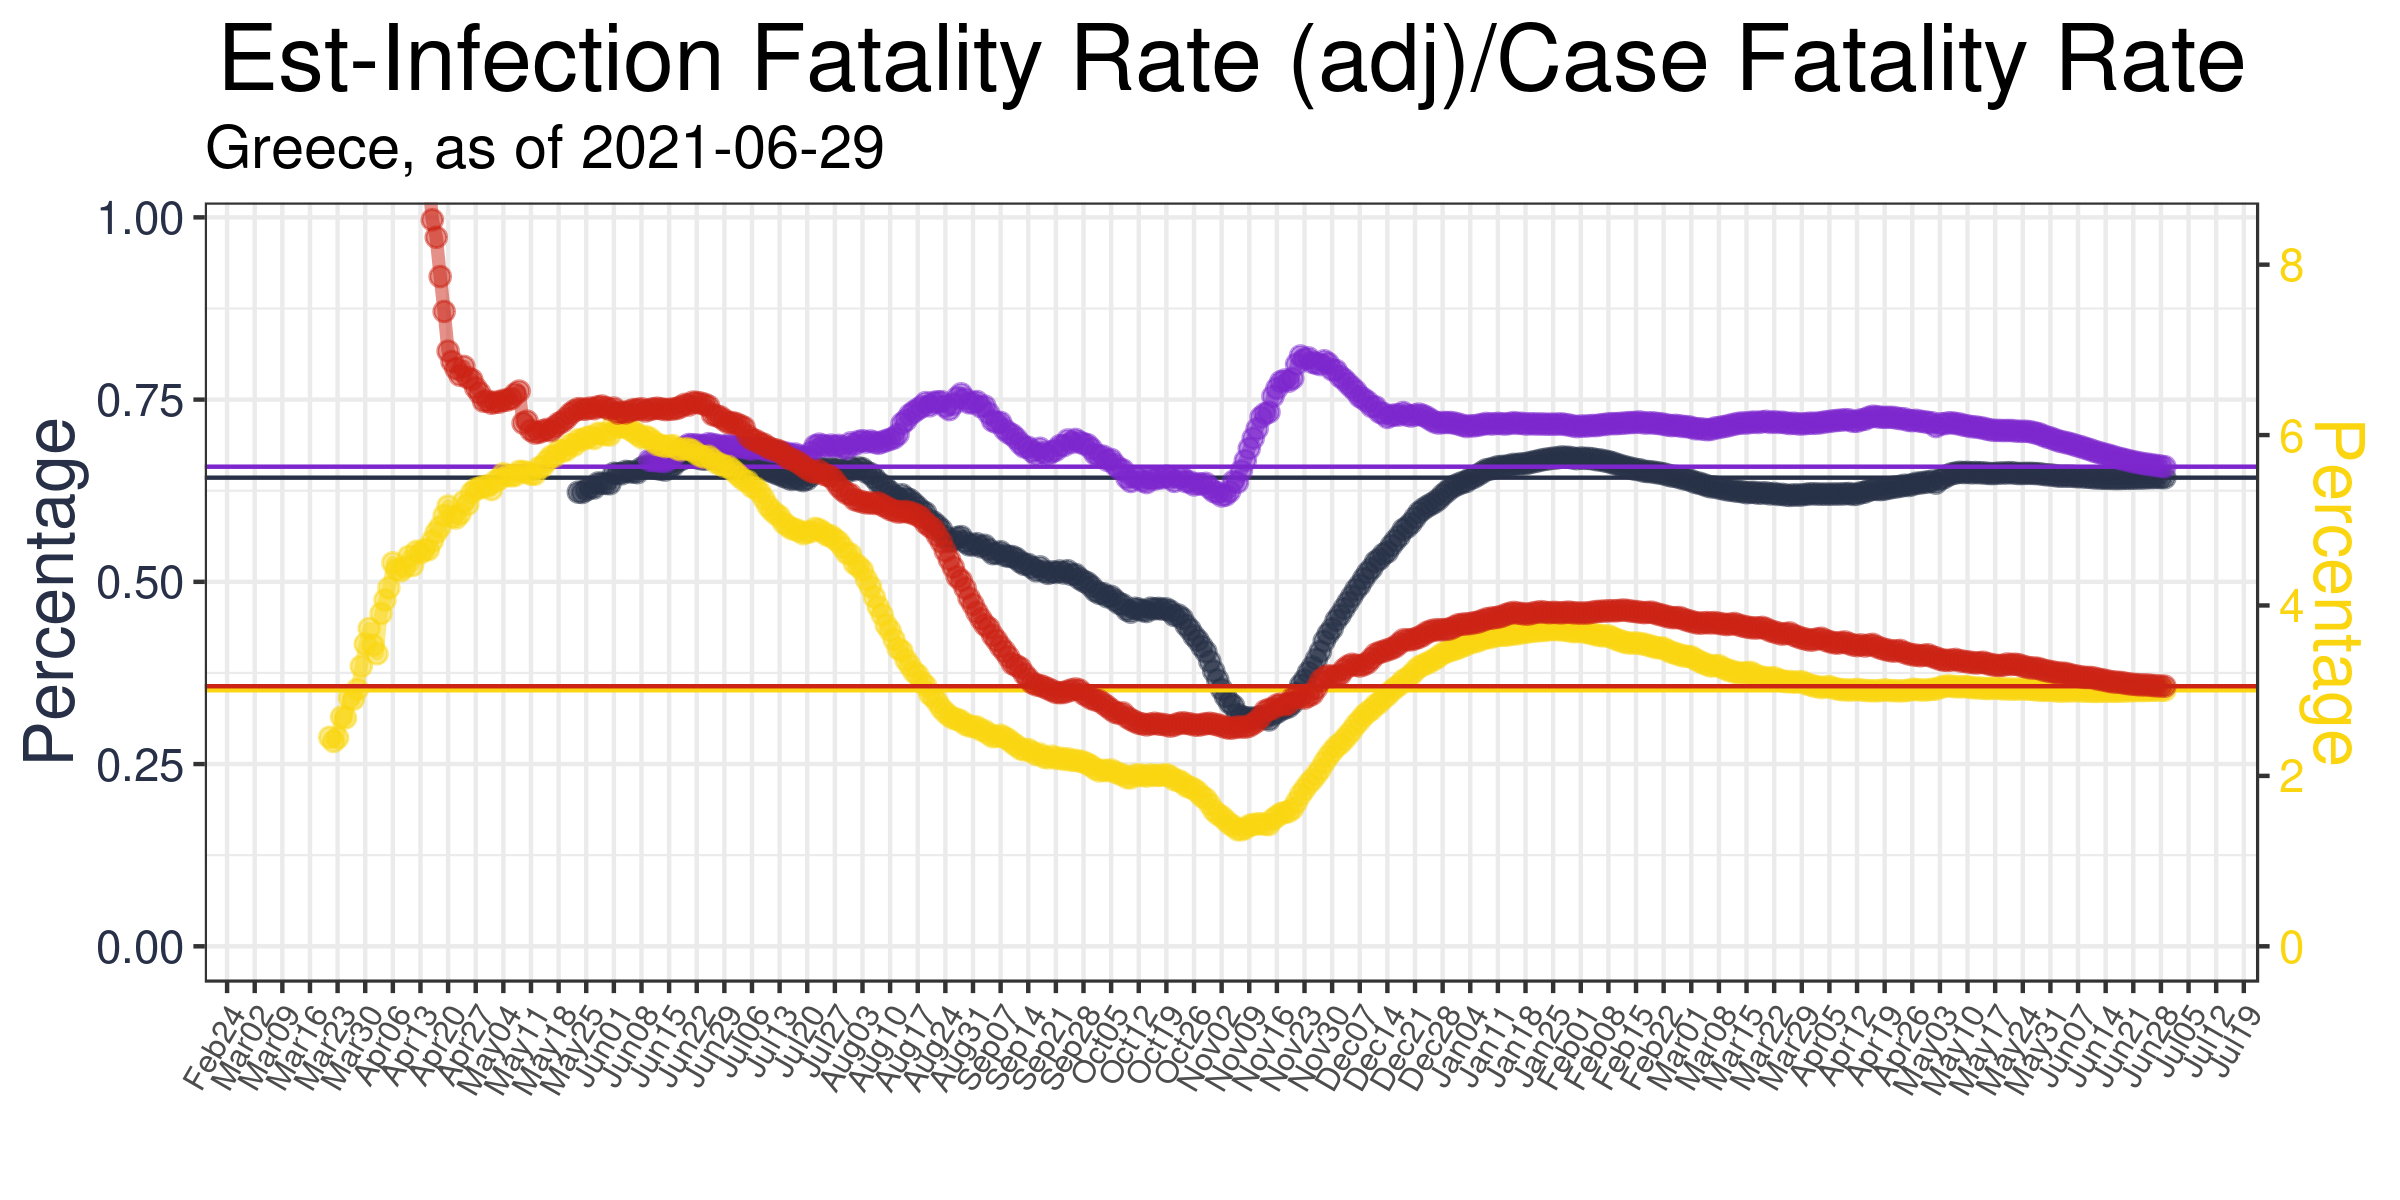 Est-Infection Fatality Rate (adj)/Case Fatality Rate
Greece, as of 2021-06-29
Percentage
1.00
0.75
0.50
0.25
0.00
8
6
4
2
0
Percentage
Feb24
Mar02
Mar09
Mar16
Mar23
Mar30
Apr06
Apr13
Apr20
Apr27
May04
May11
May18
May25
Jun01
Jun08
Jun15
Jun22
Jun29
Jul06
Jul13
Jul20
Jul27
Aug03
Aug10
Aug17
Aug24
Aug31
Sep07
Sep14
Sep21
Sep28
Oct05
Oct12
Oct19
Oct26
Nov02
Nov09
Nov16
Nov23
Nov30
Dec07
Dec14
Dec21
Dec28
Jan04
Jan11
Jan18
Jan25
Feb01
Feb08
Feb15
Feb22
Mar01
Mar08
Mar15
Mar22
Mar29
Apr05
Apr12
Apr19
Apr26
May03
May10
May17
May24
May31
Jun07
Jun14
Jun21
Jun28
Jul05
Jul12
Jul19